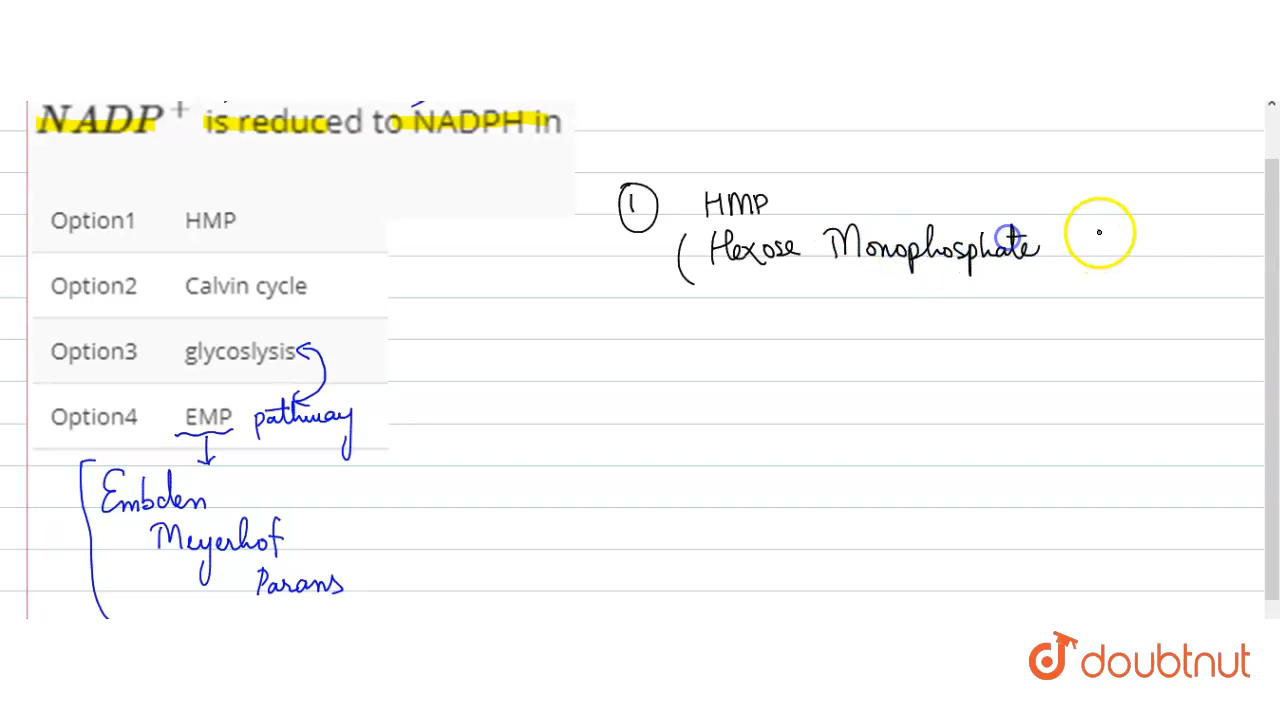 NADP⁺ is reduced to NADPH in
Option1 HMP
Option2 Calvin cycle
Option3 glycoslysis
Option4 EMP pathway
Embden
Meyerhof
Parans
① HMP
( Hexose Monophosphate
doubtnut